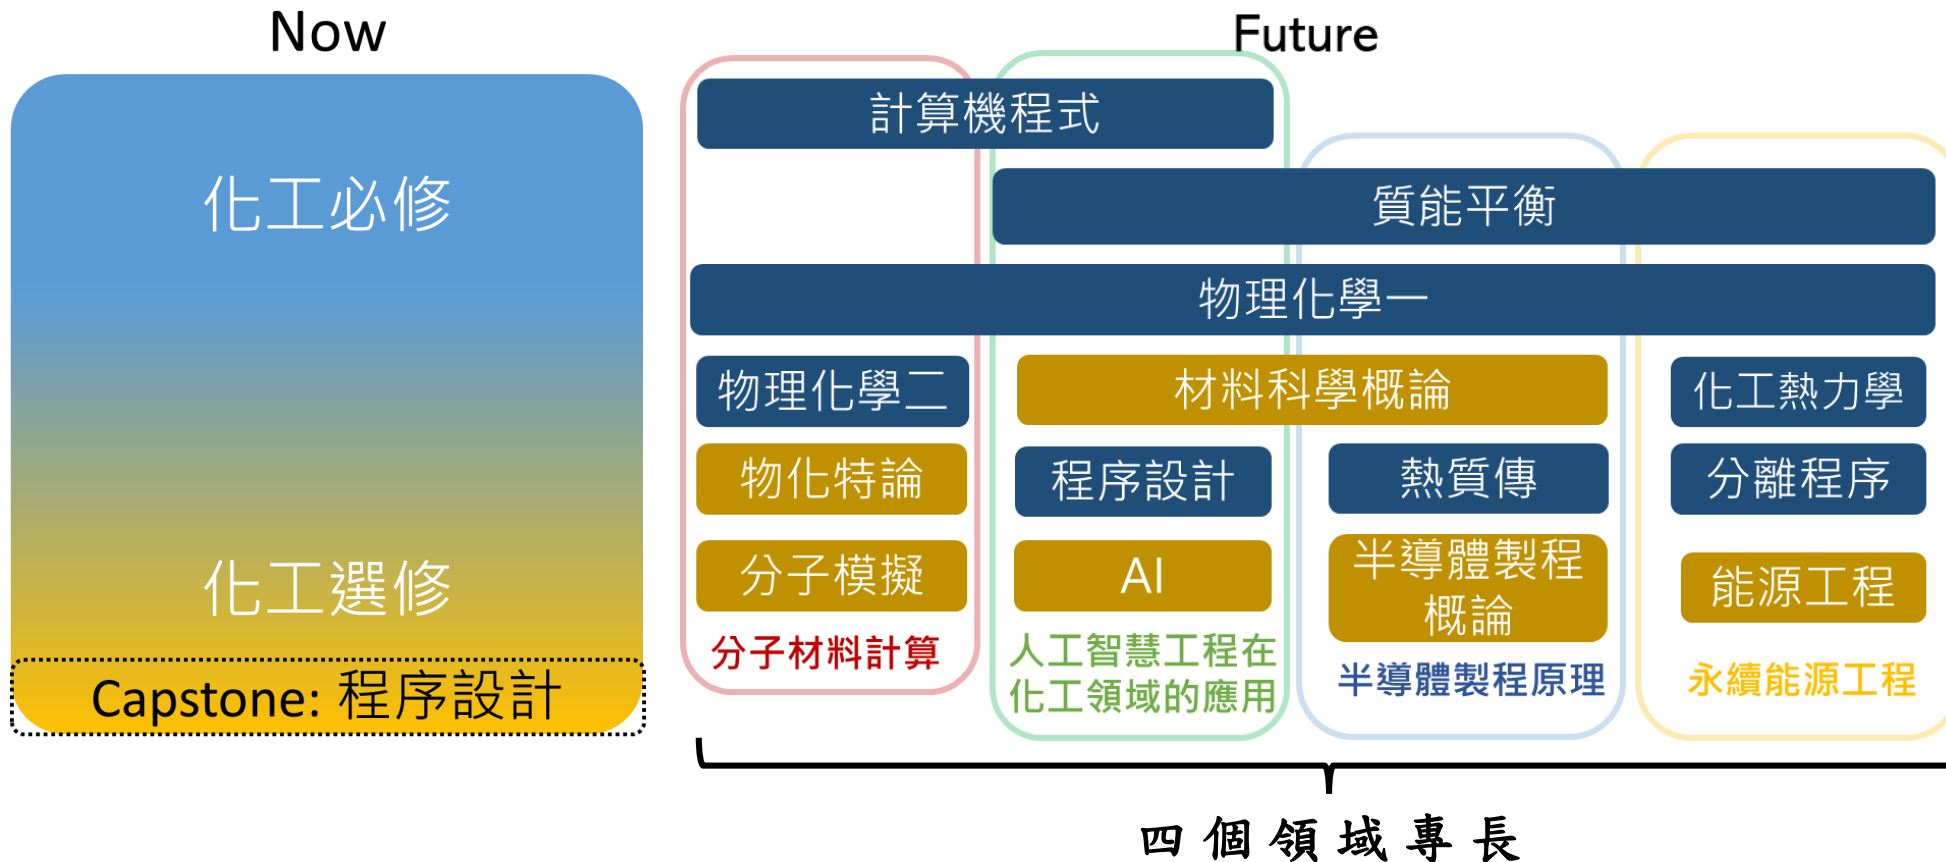 Now
化工必修
化工選修
Capstone: 程序設計
Future
計算機程式
質能平衡
物理化學一
物理化學二
材料科學概論
化工熱力學
物化特論
程序設計
熱質傳
分離程序
分子模擬
AI
半導體製程
概論
能源工程
分子材料計算
人工智慧工程在
化工領域的應用
半導體製程原理
永續能源工程
四個領域專長